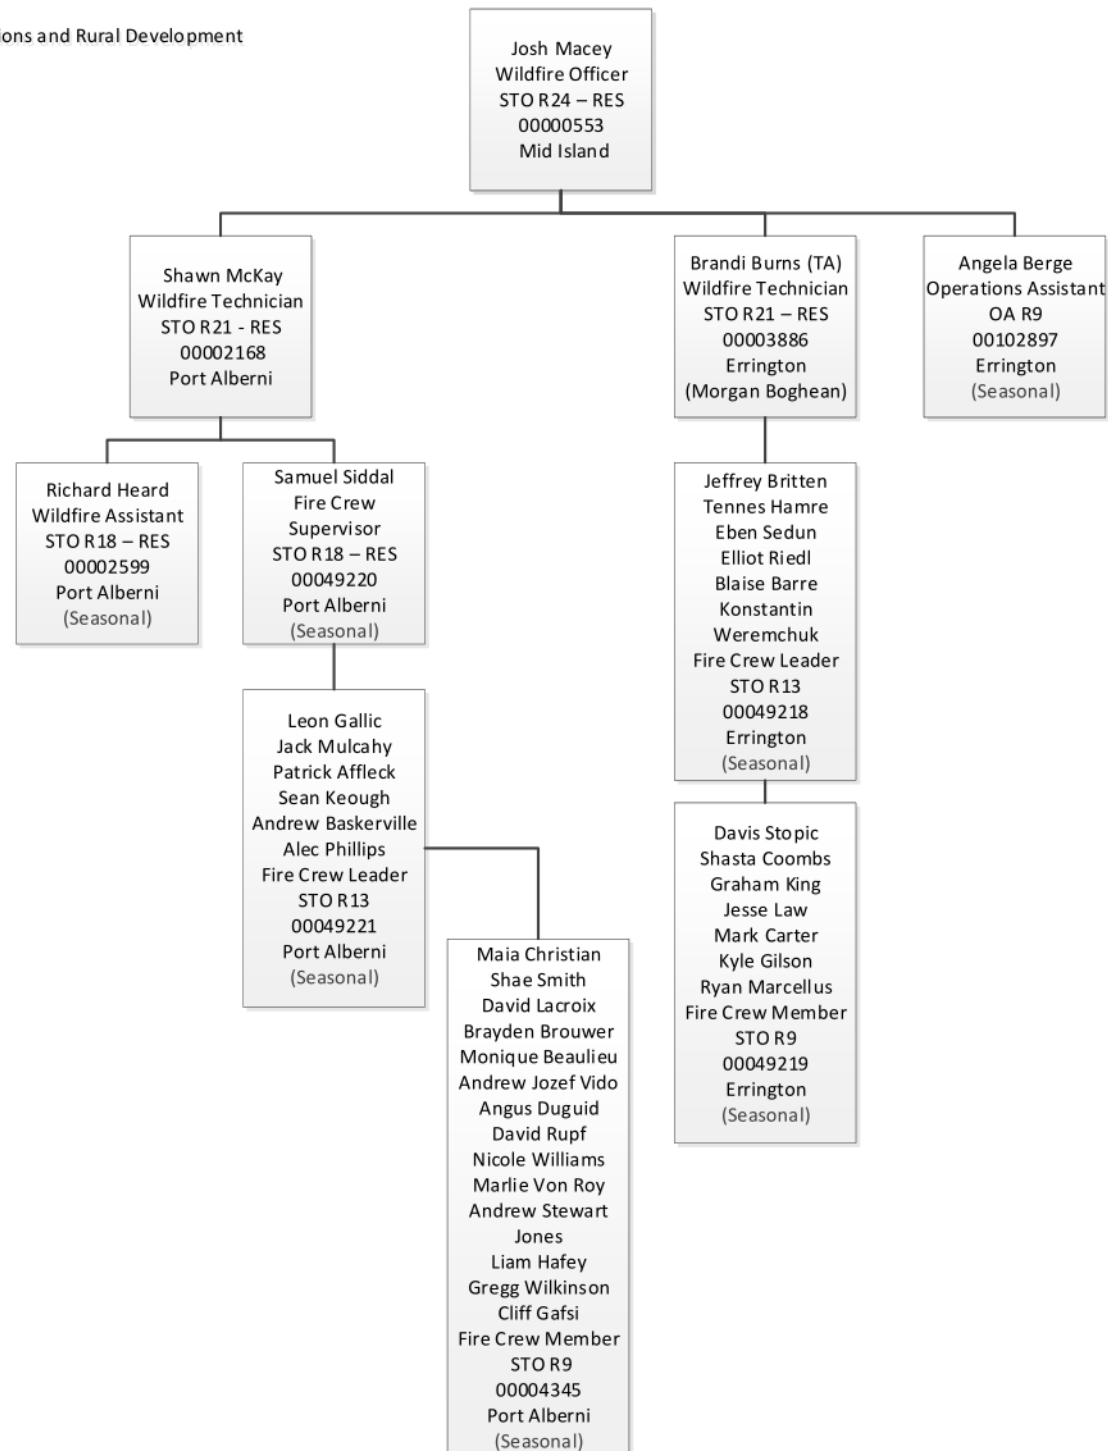 ions and Rural Development
Josh Macey
Wildfire Officer
STO R24 – RES
00000553
Mid Island
Shawn McKay
Wildfire Technician
STO R21 - RES
00002168
Port Alberni
Brandi Burns (TA)
Wildfire Technician
STO R21 – RES
00003886
Errington
(Morgan Boghean)
Angela Berge
Operations Assistant
OA R9
00102897
Errington
(Seasonal)
Richard Heard
Wildfire Assistant
STO R18 – RES
00002599
Port Alberni
(Seasonal)
Samuel Siddal
Fire Crew
Supervisor
STO R18 – RES
00049220
Port Alberni
(Seasonal)
Jeffrey Britten
Tennes Hamre
Eben Sedun
Elliot Riedl
Blaise Barre
Konstantin
Weremchuk
Fire Crew Leader
STO R13
00049218
Errington
(Seasonal)
Leon Gallic
Jack Mulcahy
Patrick Affleck
Sean Keough
Andrew Baskerville
Alec Phillips
Fire Crew Leader
STO R13
00049221
Port Alberni
(Seasonal)
Davis Stopic
Shasta Coombs
Graham King
Jesse Law
Mark Carter
Kyle Gilson
Ryan Marcellus
Fire Crew Member
STO R9
00049219
Errington
(Seasonal)
Maia Christian
Shae Smith
David Lacroix
Brayden Brouwer
Monique Beaulieu
Andrew Jozef Vido
Angus Duguid
David Rupf
Nicole Williams
Marlie Von Roy
Andrew Stewart
Jones
Liam Hafey
Gregg Wilkinson
Cliff Gafsi
Fire Crew Member
STO R9
00004345
Port Alberni
(Seasonal)